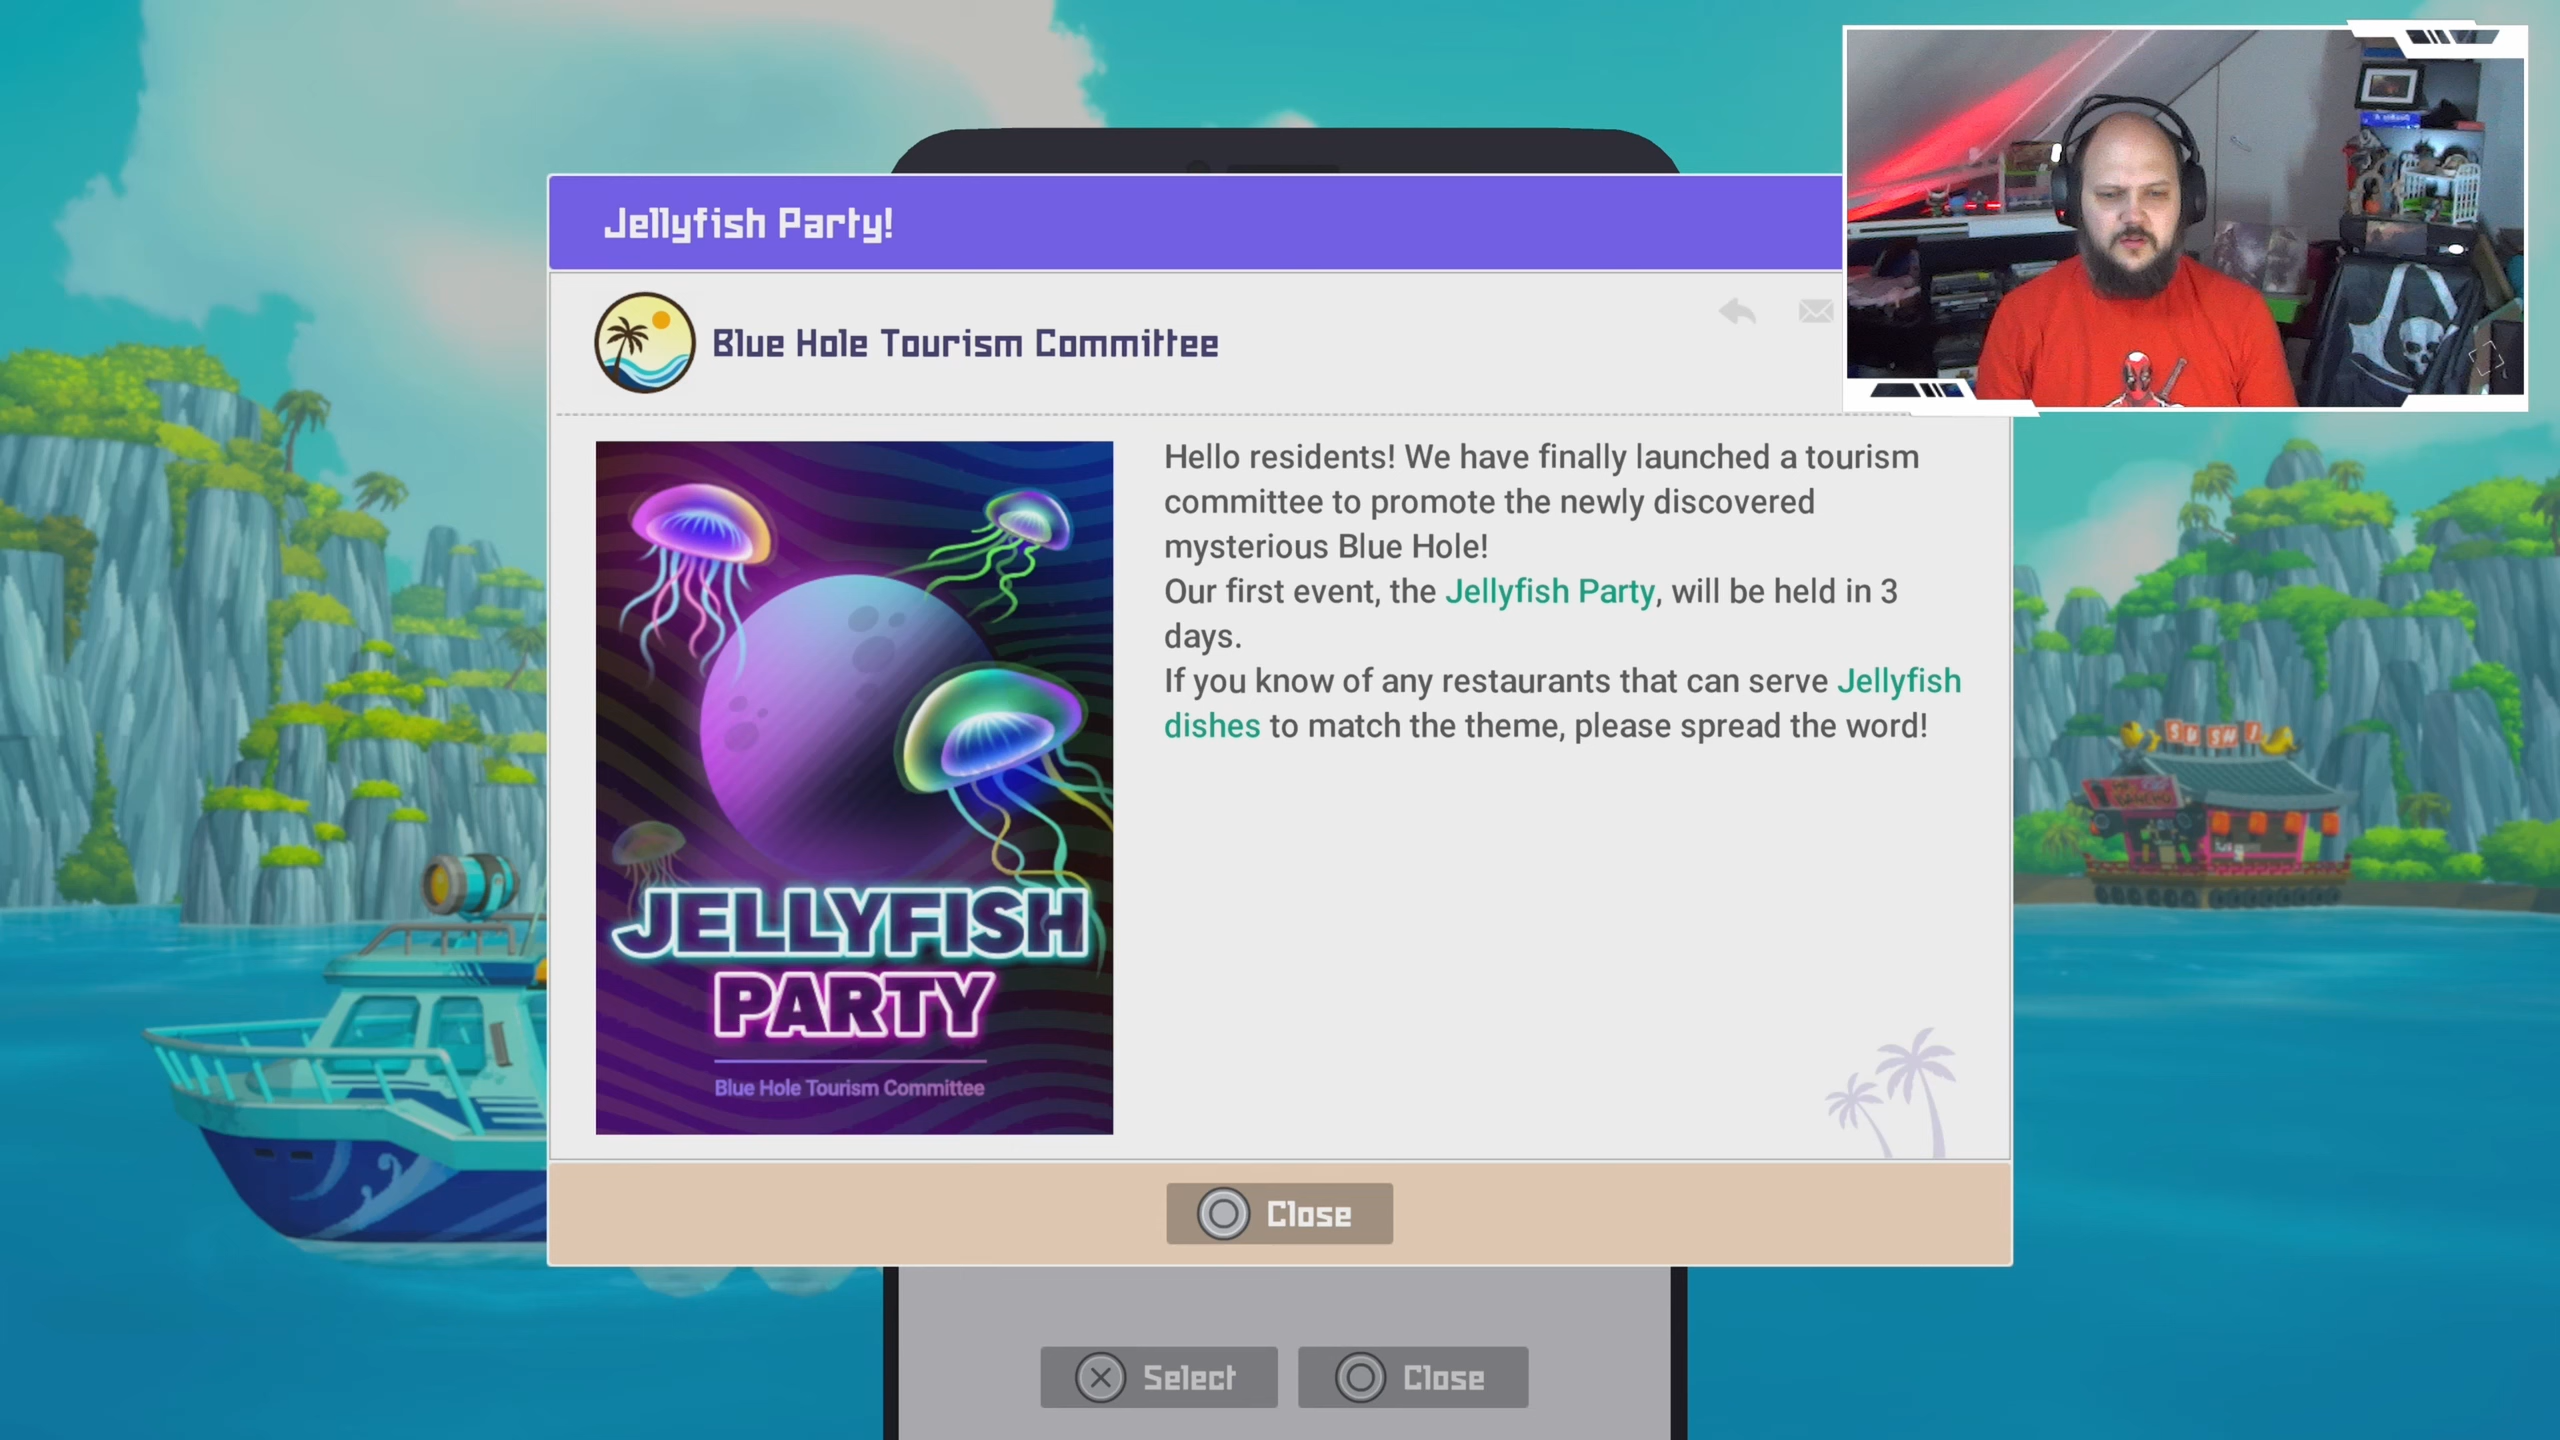 Jellyfish Party!
Blue Hole Tourism Committee
Hello residents! We have finally launched a tourism
committee to promote the newly discovered
mysterious Blue Hole!
Our first event, the Jellyfish Party, will be held in 3
days.
If you know of any restaurants that can serve Jellyfish
dishes to match the theme, please spread the word!
JELLYFISH
PARTY
Blue Hole Tourism Committee
SUSHI
Close
Select
Close